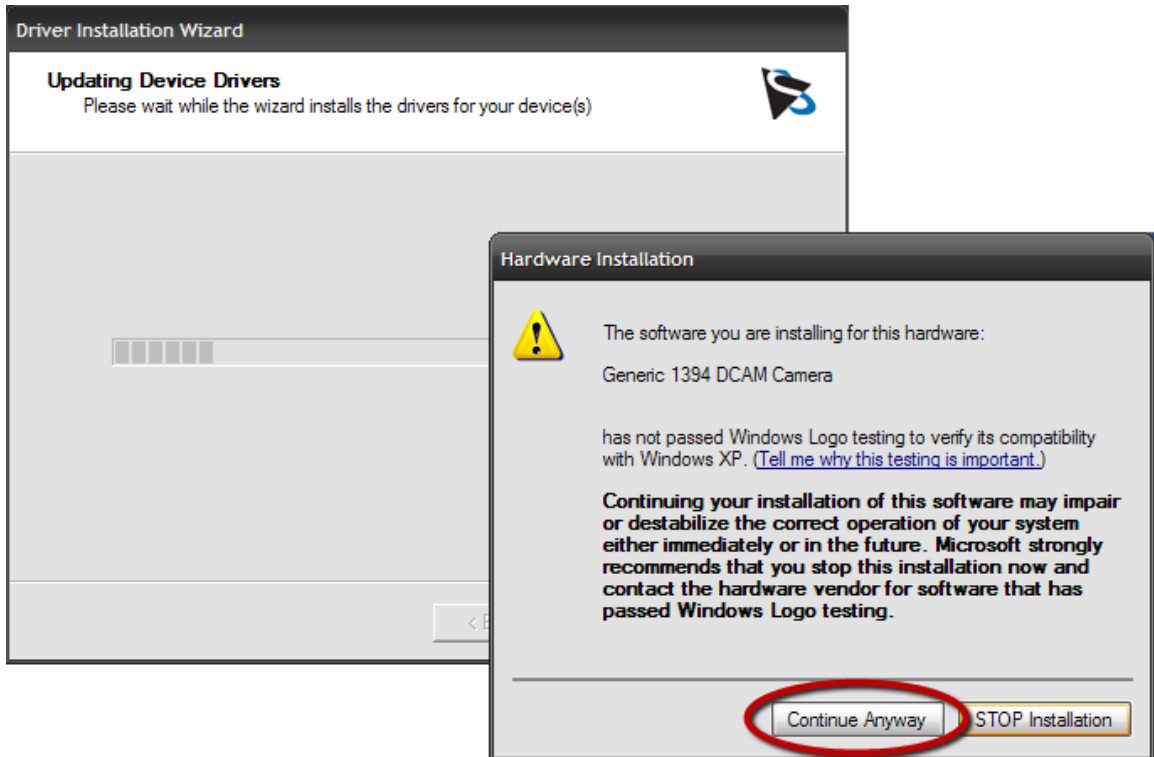 Driver Installation Wizard
Updating Device Drivers
Please wait while the wizard installs the drivers for your device(s)
Hardware Installation
The software you are installing for this hardware:
Generic 1394 DCAM Camera
has not passed Windows Logo testing to verify its compatibility
with Windows XP. (Tell me why this testing is important.)
Continuing your installation of this software may impair
or destabilize the correct operation of your system
either immediately or in the future. Microsoft strongly
recommends that you stop this installation now and
contact the hardware vendor for software that has
passed Windows Logo testing.
Continue Anyway
STOP Installation